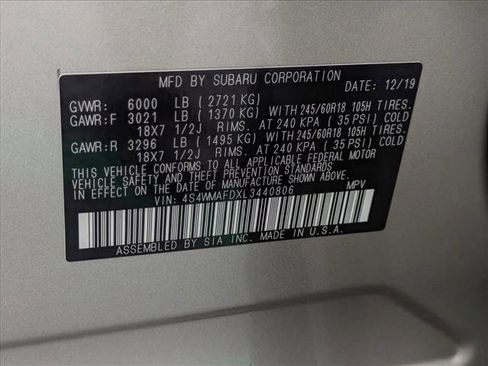 MFD BY SUBARU CORPORATION DATE: 12/19
GVWR: 6000 LB ( 2721 KG)
GAWR:F 3021 LB ( 1370 KG) WITH 245/60R18 105H TIRES.
18X7 1/2J RIMS. AT 240 KPA ( 35 PSI) COLD
GAWR:R 3296 LB ( 1495 KG) WITH 245/60R18 105H TIRES.
18X7 1/2J RIMS. AT 240 KPA ( 35 PSI) COLD
THIS VEHICLE CONFORMS TO ALL APPLICABLE FEDERAL MOTOR
VEHICLE SAFETY AND BUMPER STANDARDS
IN EFFECT ON THE DATE OF MANUFACTURE SHOWN ABOVE.
VIN: 4S4WMAFDXL3440806 MPV
ASSEMBLED BY SIA INC. MADE IN U.S.A.